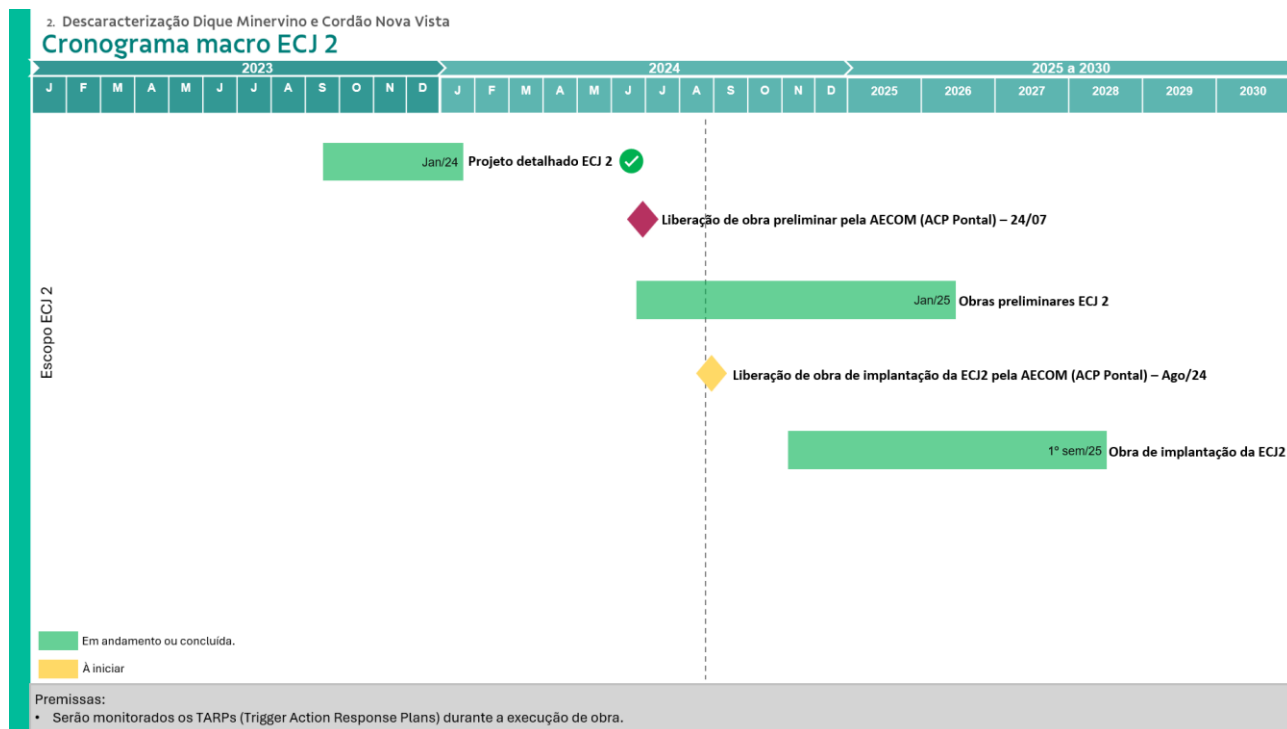 2. Descaracterização Dique Minervino e Cordão Nova Vista
Cronograma macro ECJ 2
2023 2024 2025 a 2030
J F M A M J J A S O N D J F M A M J J A S O N D 2025 2026 2027 2028 2029 2030
Jan/24 Projeto detalhado ECJ 2
Liberação de obra preliminar pela AECOM (ACP Pontal) – 24/07
Escopo ECJ 2
Jan/25 Obras preliminares ECJ 2
Liberação de obra de implantação da ECJ2 pela AECOM (ACP Pontal) – Ago/24
1º sem/25 Obra de implantação da ECJ2
Em andamento ou concluída.
À iniciar
Premissas:
• Serão monitorados os TARPs (Trigger Action Response Plans) durante a execução de obra.